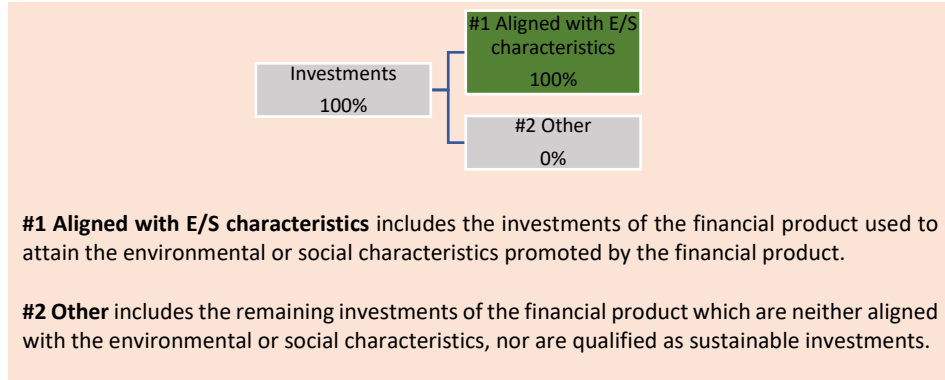 #1 Aligned with E/S
characteristics
100%
Investments
100%
#2 Other
0%
#1 Aligned with E/S characteristics includes the investments of the financial product used to
attain the environmental or social characteristics promoted by the financial product.
#2 Other includes the remaining investments of the financial product which are neither aligned
with the environmental or social characteristics, nor are qualified as sustainable investments.